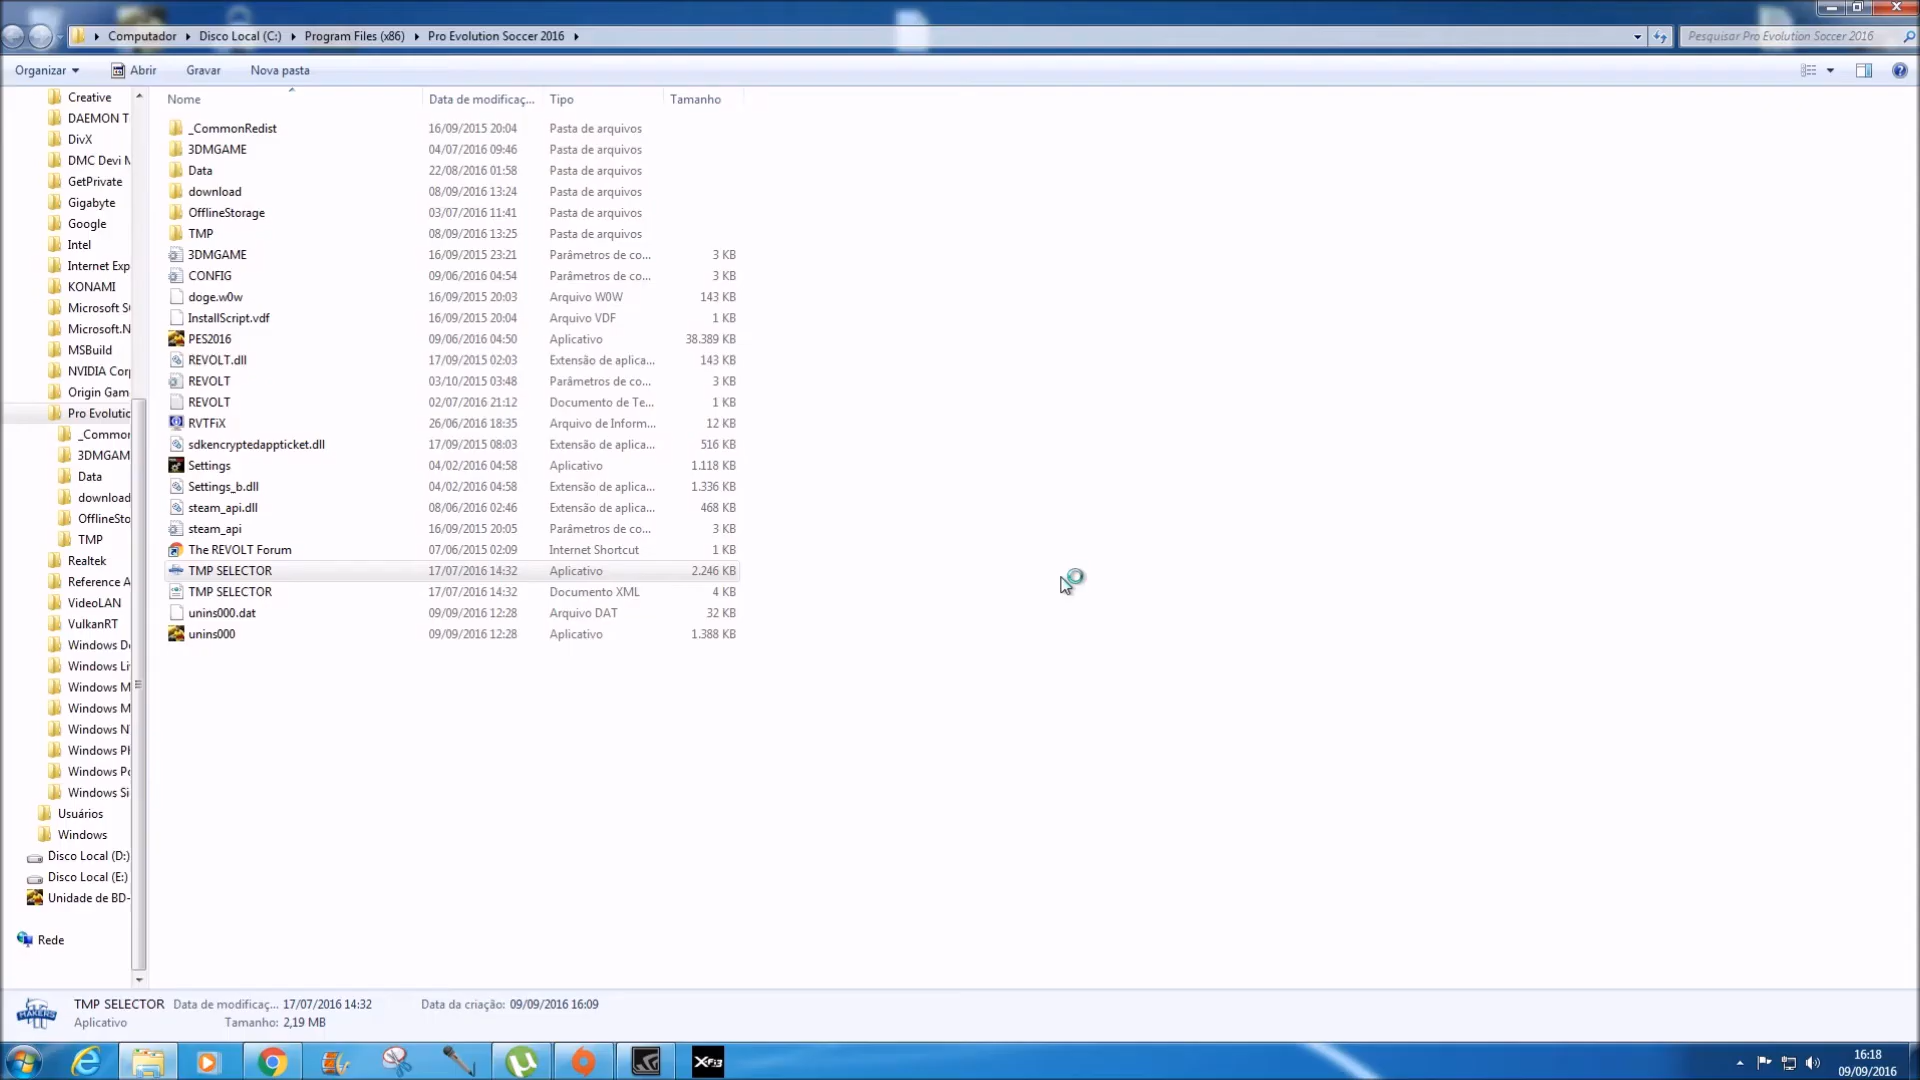 Computador Disco Local (C:) Program Files (x86) Pro Evolution Soccer 2016
Pesquisar Pro Evolution Soccer 2016
Organizar Abrir Gravar Nova pasta
Creative
DAEMON T
DivX
DMC Devi M
GetPrivate
Gigabyte
Google
Intel
Internet Exp
KONAMI
Microsoft S
Microsoft.N
MSBuild
NVIDIA Cor
Origin Gam
Pro Evolutic
_Commor
3DMGAM
Data
download
OfflineSto
TMP
Realtek
Reference A
VideoLAN
VulkanRT
Windows D
Windows Li
Windows M
Windows M
Windows N
Windows Ph
Windows Po
Windows Si
Usuários
Windows
Disco Local (D:)
Disco Local (E:)
Unidade de BD-
Rede
Nome Data de modificaç... Tipo Tamanho
_CommonRedist 16/09/2015 20:04 Pasta de arquivos
3DMGAME 04/07/2016 09:46 Pasta de arquivos
Data 22/08/2016 01:58 Pasta de arquivos
download 08/09/2016 13:24 Pasta de arquivos
OfflineStorage 03/07/2016 11:41 Pasta de arquivos
TMP 08/09/2016 13:25 Pasta de arquivos
3DMGAME 16/09/2015 23:21 Parâmetros de co... 3 KB
CONFIG 09/06/2016 04:54 Parâmetros de co... 3 KB
doge.w0w 16/09/2015 20:03 Arquivo W0W 143 KB
InstallScript.vdf 16/09/2015 20:04 Arquivo VDF 1 KB
PES2016 09/06/2016 04:50 Aplicativo 38.389 KB
REVOLT.dll 17/09/2015 02:03 Extensão de aplica... 143 KB
REVOLT 03/10/2015 03:48 Parâmetros de co... 3 KB
REVOLT 02/07/2016 21:12 Documento de Te... 1 KB
RVTFiX 26/06/2016 18:35 Arquivo de Inform... 12 KB
sdkencryptedappticket.dll 17/09/2015 08:03 Extensão de aplica... 516 KB
Settings 04/02/2016 04:58 Aplicativo 1.118 KB
Settings_b.dll 04/02/2016 04:58 Extensão de aplica... 1.336 KB
steam_api.dll 08/06/2016 02:46 Extensão de aplica... 468 KB
steam_api 16/09/2015 20:05 Parâmetros de co... 3 KB
The REVOLT Forum 07/06/2015 02:09 Internet Shortcut 1 KB
TMP SELECTOR 17/07/2016 14:32 Aplicativo 2.246 KB
TMP SELECTOR 17/07/2016 14:32 Documento XML 4 KB
unins000.dat 09/09/2016 12:28 Arquivo DAT 32 KB
unins000 09/09/2016 12:28 Aplicativo 1.388 KB
TMP SELECTOR Data de modificaç... 17/07/2016 14:32 Data da criação: 09/09/2016 16:09
Aplicativo Tamanho: 2,19 MB
MAKERS
16:18
09/09/2016